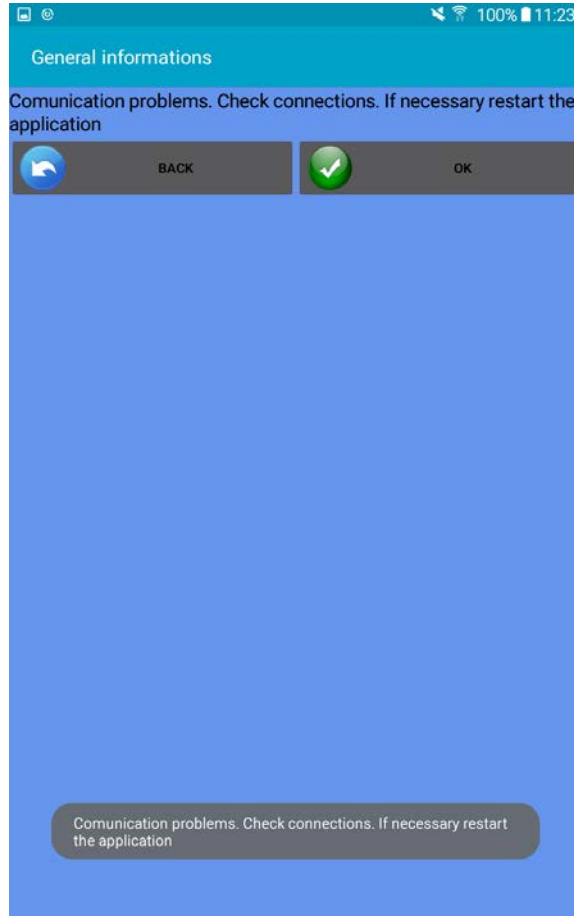 100% 11:23
General informations
Comunication problems. Check connections. If necessary restart the
application
BACK
OK
Comunication problems. Check connections. If necessary restart
the application